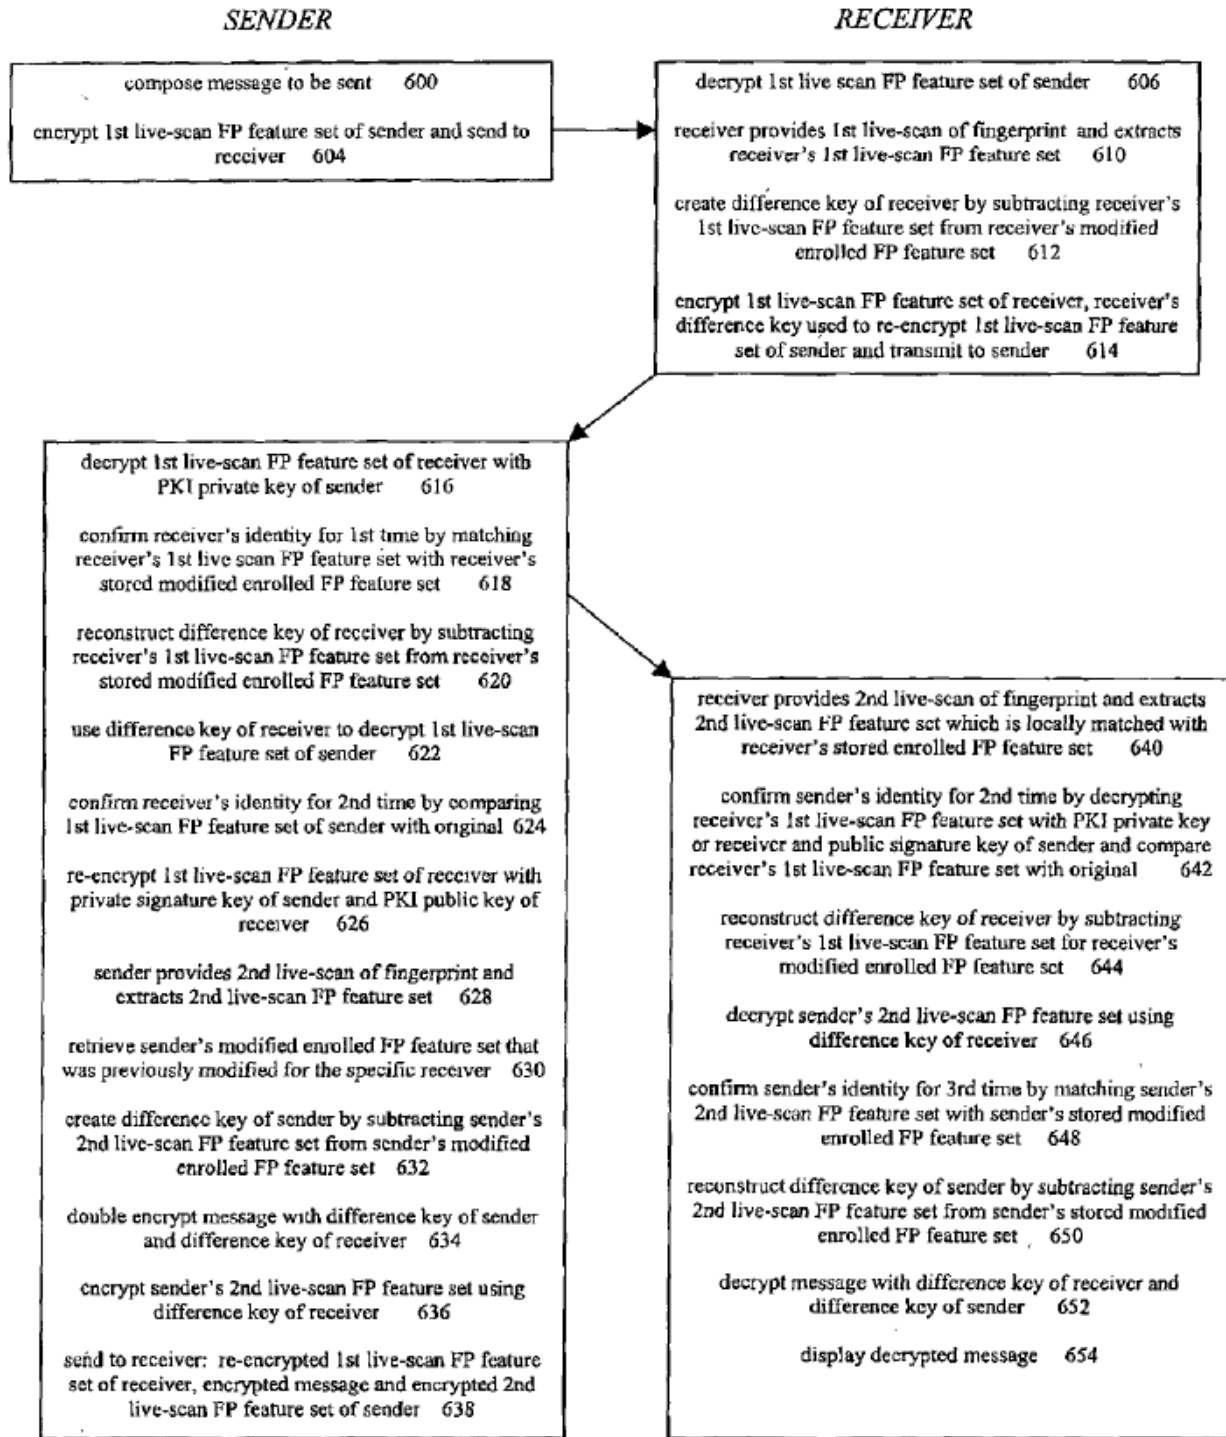 SENDER
RECEIVER
compose message to be sent 600
encrypt 1st live-scan FP feature set of sender and send to
receiver 604
decrypt 1st live scan FP feature set of sender 606
receiver provides 1st live-scan of fingerprint and extracts
receiver's 1st live-scan FP feature set 610
create difference key of receiver by subtracting receiver's
1st live-scan FP feature set from receiver's modified
enrolled FP feature set 612
encrypt 1st live-scan FP feature set of receiver, receiver's
difference key used to re-encrypt 1st live-scan FP feature
set of sender and transmit to sender 614
decrypt 1st live-scan FP feature set of receiver with
PKI private key of sender 616
confirm receiver's identity for 1st time by matching
receiver's 1st live scan FP feature set with receiver's
stored modified enrolled FP feature set 618
reconstruct difference key of receiver by subtracting
receiver's 1st live-scan FP feature set from receiver's
stored modified enrolled FP feature set 620
use difference key of receiver to decrypt 1st live-scan
FP feature set of sender 622
confirm receiver's identity for 2nd time by comparing
1st live-scan FP feature set of sender with original 624
re-encrypt 1st live-scan FP feature set of receiver with
private signature key of sender and PKI public key of
receiver 626
sender provides 2nd live-scan of fingerprint and
extracts 2nd live-scan FP feature set 628
retrieve sender's modified enrolled FP feature set that
was previously modified for the specific receiver 630
create difference key of sender by subtracting sender's
2nd live-scan FP feature set from sender's modified
enrolled FP feature set 632
double encrypt message with difference key of sender
and difference key of receiver 634
encrypt sender's 2nd live-scan FP feature set using
difference key of receiver 636
send to receiver: re-encrypted 1st live-scan FP feature
set of receiver, encrypted message and encrypted 2nd
live-scan FP feature set of sender 638
receiver provides 2nd live-scan of fingerprint and extracts
2nd live-scan FP feature set which is locally matched with
receiver's stored enrolled FP feature set 640
confirm sender's identity for 2nd time by decrypting
receiver's 1st live-scan FP feature set with PKI private key
or receiver and public signature key of sender and compare
receiver's 1st live-scan FP feature set with original 642
reconstruct difference key of receiver by subtracting
receiver's 1st live-scan FP feature set for receiver's
modified enrolled FP feature set 644
decrypt sender's 2nd live-scan FP feature set using
difference key of receiver 646
confirm sender's identity for 3rd time by matching sender's
2nd live-scan FP feature set with sender's stored modified
enrolled FP feature set 648
reconstruct difference key of sender by subtracting sender's
2nd live-scan FP feature set from sender's stored modified
enrolled FP feature set 650
decrypt message with difference key of receiver and
difference key of sender 652
display decrypted message 654